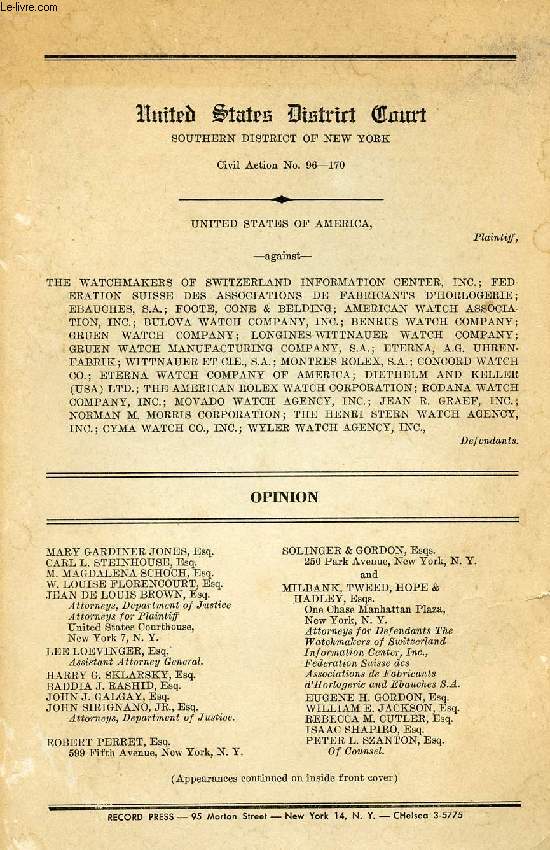 Le-livre.com
United States District Court
SOUTHERN DISTRICT OF NEW YORK
Civil Action No. 96—170
UNITED STATES OF AMERICA,
Plaintiff,
—against—
THE WATCHMAKERS OF SWITZERLAND INFORMATION CENTER, INC.; FED-
ERATION SUISSE DES ASSOCIATIONS DE FABRICANTS D'HORLOGERIE;
EBAUCHES, S.A.; FOOTE, CONE & BELDING; AMERICAN WATCH ASSOCIA-
TION, INC.; BULOVA WATCH COMPANY, INC.; BENRUS WATCH COMPANY;
GRUEN WATCH COMPANY; LONGINES-WITTNAUER WATCH COMPANY;
GRUEN WATCH MANUFACTURING COMPANY, S.A.; ETERNA, A.G. UHREN-
FABRIK; WITTNAUER ET CIE., S.A.; MONTRES ROLEX, S.A.; CONCORD WATCH
CO.; ETERNA WATCH COMPANY OF AMERICA; DIETHELM AND KELLER
(USA) LTD.; THE AMERICAN ROLEX WATCH CORPORATION; RODANA WATCH
COMPANY, INC.; MOVADO WATCH AGENCY, INC.; JEAN R. GRAEF, INC.;
NORMAN M. MORRIS CORPORATION; THE HENRI STERN WATCH AGENCY,
INC.; CYMA WATCH CO., INC.; WYLER WATCH AGENCY, INC.,
Defendants.
OPINION
MARY GARDINER JONES, Esq.
CARL L. STEINHOUSE, Esq.
M. MAGDALENA SCHOCH, Esq.
W. LOUISE FLORENCOURT, Esq.
JEAN DE LOUIS BROWN, Esq.
Attorneys, Department of Justice
Attorneys for Plaintiff
United States Courthouse,
New York 7, N. Y.
LEE LOEVINGER, Esq.
Assistant Attorney General.
HARRY G. SKLARSKY, Esq.
BADDIA J. RASHID, Esq.
JOHN J. GALGAY, Esq.
JOHN SIRIGNANO, JR., Esq.
Attorneys, Department of Justice.
ROBERT PERRET, Esq.
599 Fifth Avenue, New York, N. Y.
SOLINGER & GORDON, Esqs.
250 Park Avenue, New York, N. Y.
and
MILBANK, TWEED, HOPE &
HADLEY, Esqs.
One Chase Manhattan Plaza,
New York, N. Y.
Attorneys for Defendants The
Watchmakers of Switzerland
Information Center, Inc.,
Federation Suisse des
Associations de Fabricants
d'Horlogerie and Ebauches S.A.
EUGENE H. GORDON, Esq.
WILLIAM E. JACKSON, Esq.
REBECCA M. CUTLER, Esq.
ISAAC SHAPIRO, Esq.
PETER L. SZANTON, Esq.
Of Counsel.
(Appearances continued on inside front cover)
RECORD PRESS — 95 Morton Street — New York 14, N. Y. — CHelsea 3-5775